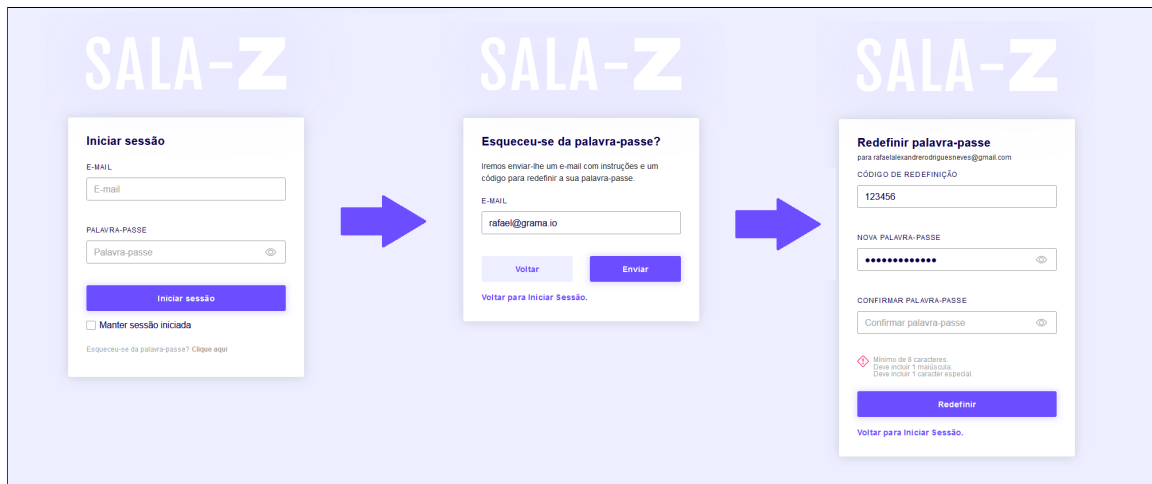 SALA-Z
Iniciar sessão
E-MAIL
E-mail
PALAVRA-PASSE
Palavra-passe
Iniciar sessão
Manter sessão iniciada
Esqueceu-se da palavra-passe? Clique aqui
SALA-Z
Esqueceu-se da palavra-passe?
Iremos enviar-lhe um e-mail com instruções e um
código para redefinir a sua palavra-passe.
E-MAIL
rafael@grama.io
Voltar
Enviar
Voltar para Iniciar Sessão.
SALA-Z
Redefinir palavra-passe
para rafaelalexandrerodriguesneves@gmail.com
CÓDIGO DE REDEFINIÇÃO
123456
NOVA PALAVRA-PASSE
•••••••••••••
CONFIRMAR PALAVRA-PASSE
Confirmar palavra-passe
Mínimo de 8 caracteres.
Deve incluir 1 maiúscula.
Deve incluir 1 caracter especial.
Redefinir
Voltar para Iniciar Sessão.